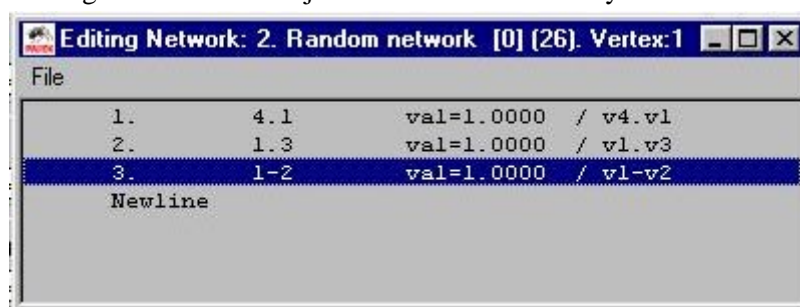 Editing Network: 2. Random network [0] (26). Vertex:1
File
1. 4.1 val=1.0000 / v4.v1
2. 1.3 val=1.0000 / v1.v3
3. 1-2 val=1.0000 / v1-v2
Newline